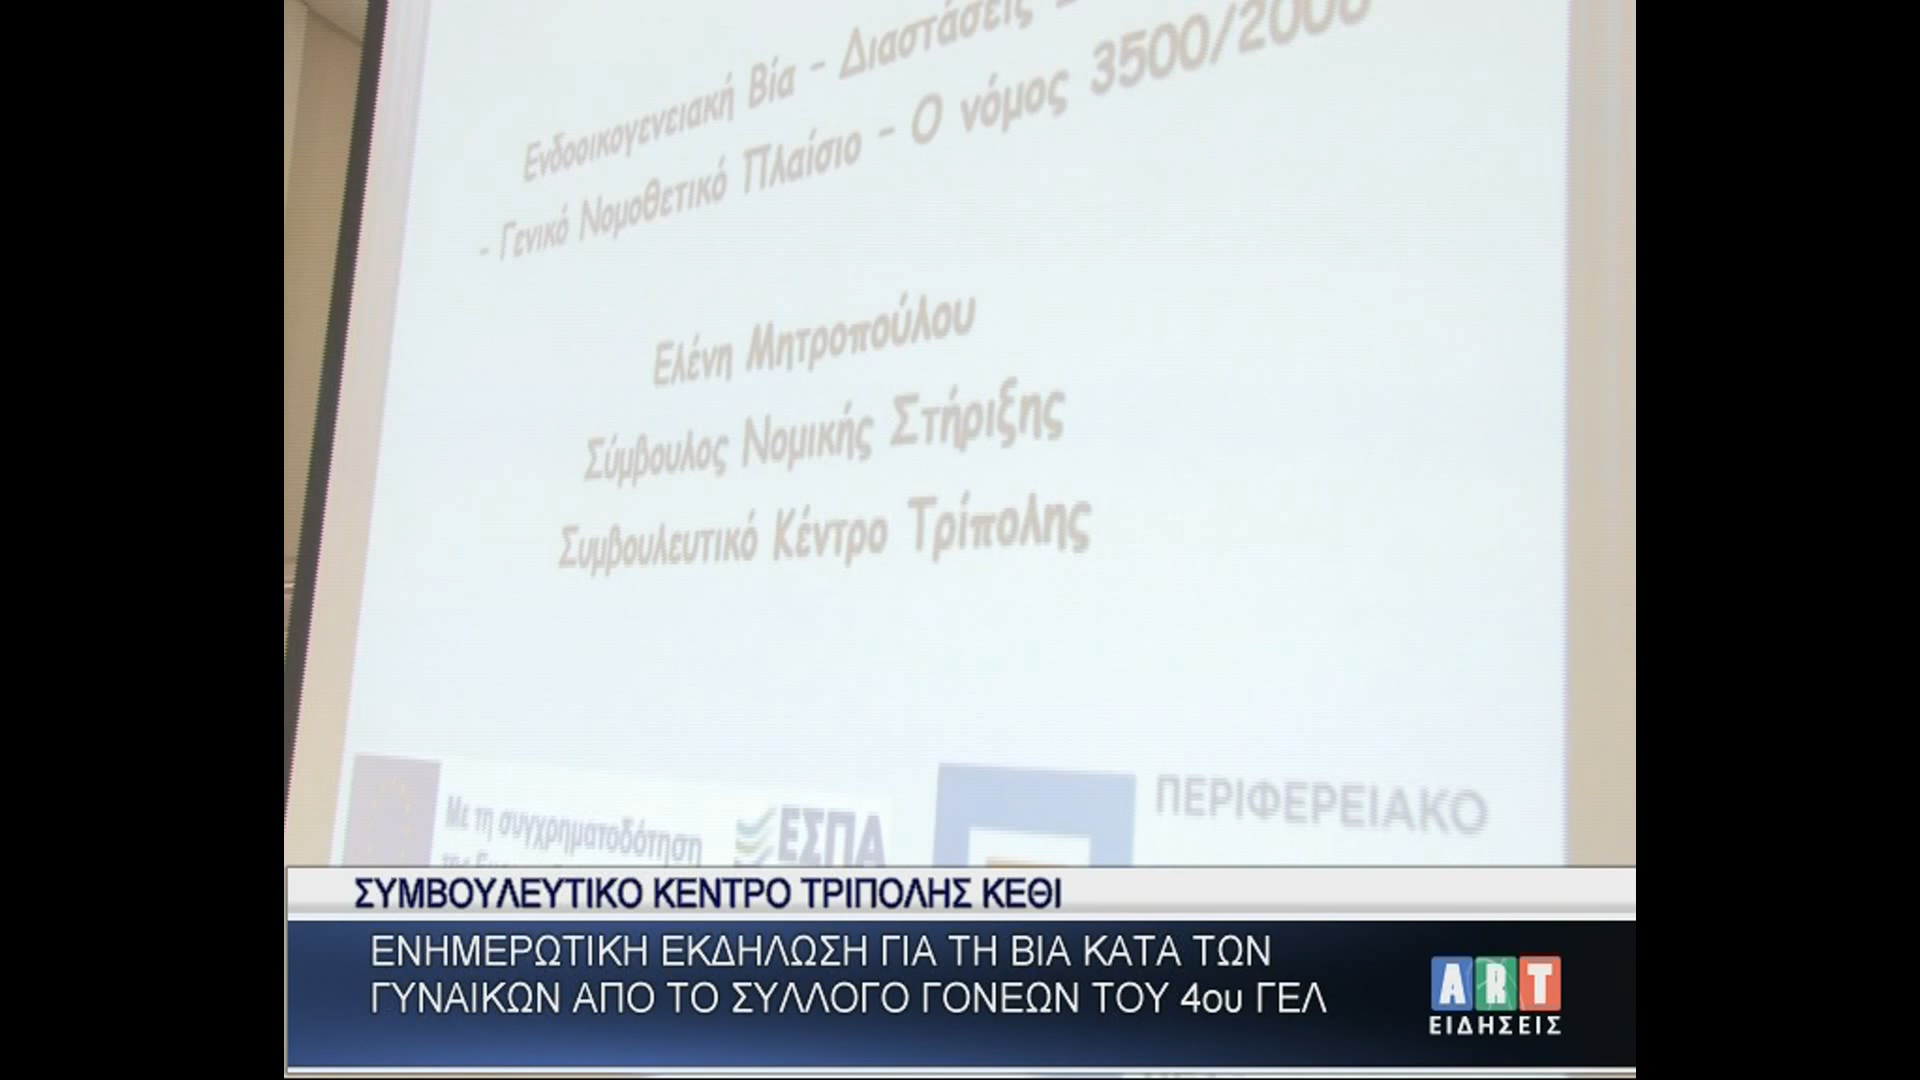 Ενδοοικογενειακή Βία - Διαστάσεις -
- Γενικό Νομοθετικό Πλαίσιο - Ο νόμος 3500/2006
Ελένη Μητροπούλου
Σύμβουλος Νομικής Στήριξης
Συμβουλευτικό Κέντρο Τρίπολης
Με τη συγχρηματοδότηση
ΕΣΠΑ
ΠΕΡΙΦΕΡΕΙΑΚΟ
ΣΥΜΒΟΥΛΕΥΤΙΚΟ ΚΕΝΤΡΟ ΤΡΙΠΟΛΗΣ ΚΕΘΙ
ΕΝΗΜΕΡΩΤΙΚΗ ΕΚΔΗΛΩΣΗ ΓΙΑ ΤΗ ΒΙΑ ΚΑΤΑ ΤΩΝ
ΓΥΝΑΙΚΩΝ ΑΠΟ ΤΟ ΣΥΛΛΟΓΟ ΓΟΝΕΩΝ ΤΟΥ 4ου ΓΕΛ
ART
ΕΙΔΗΣΕΙΣ